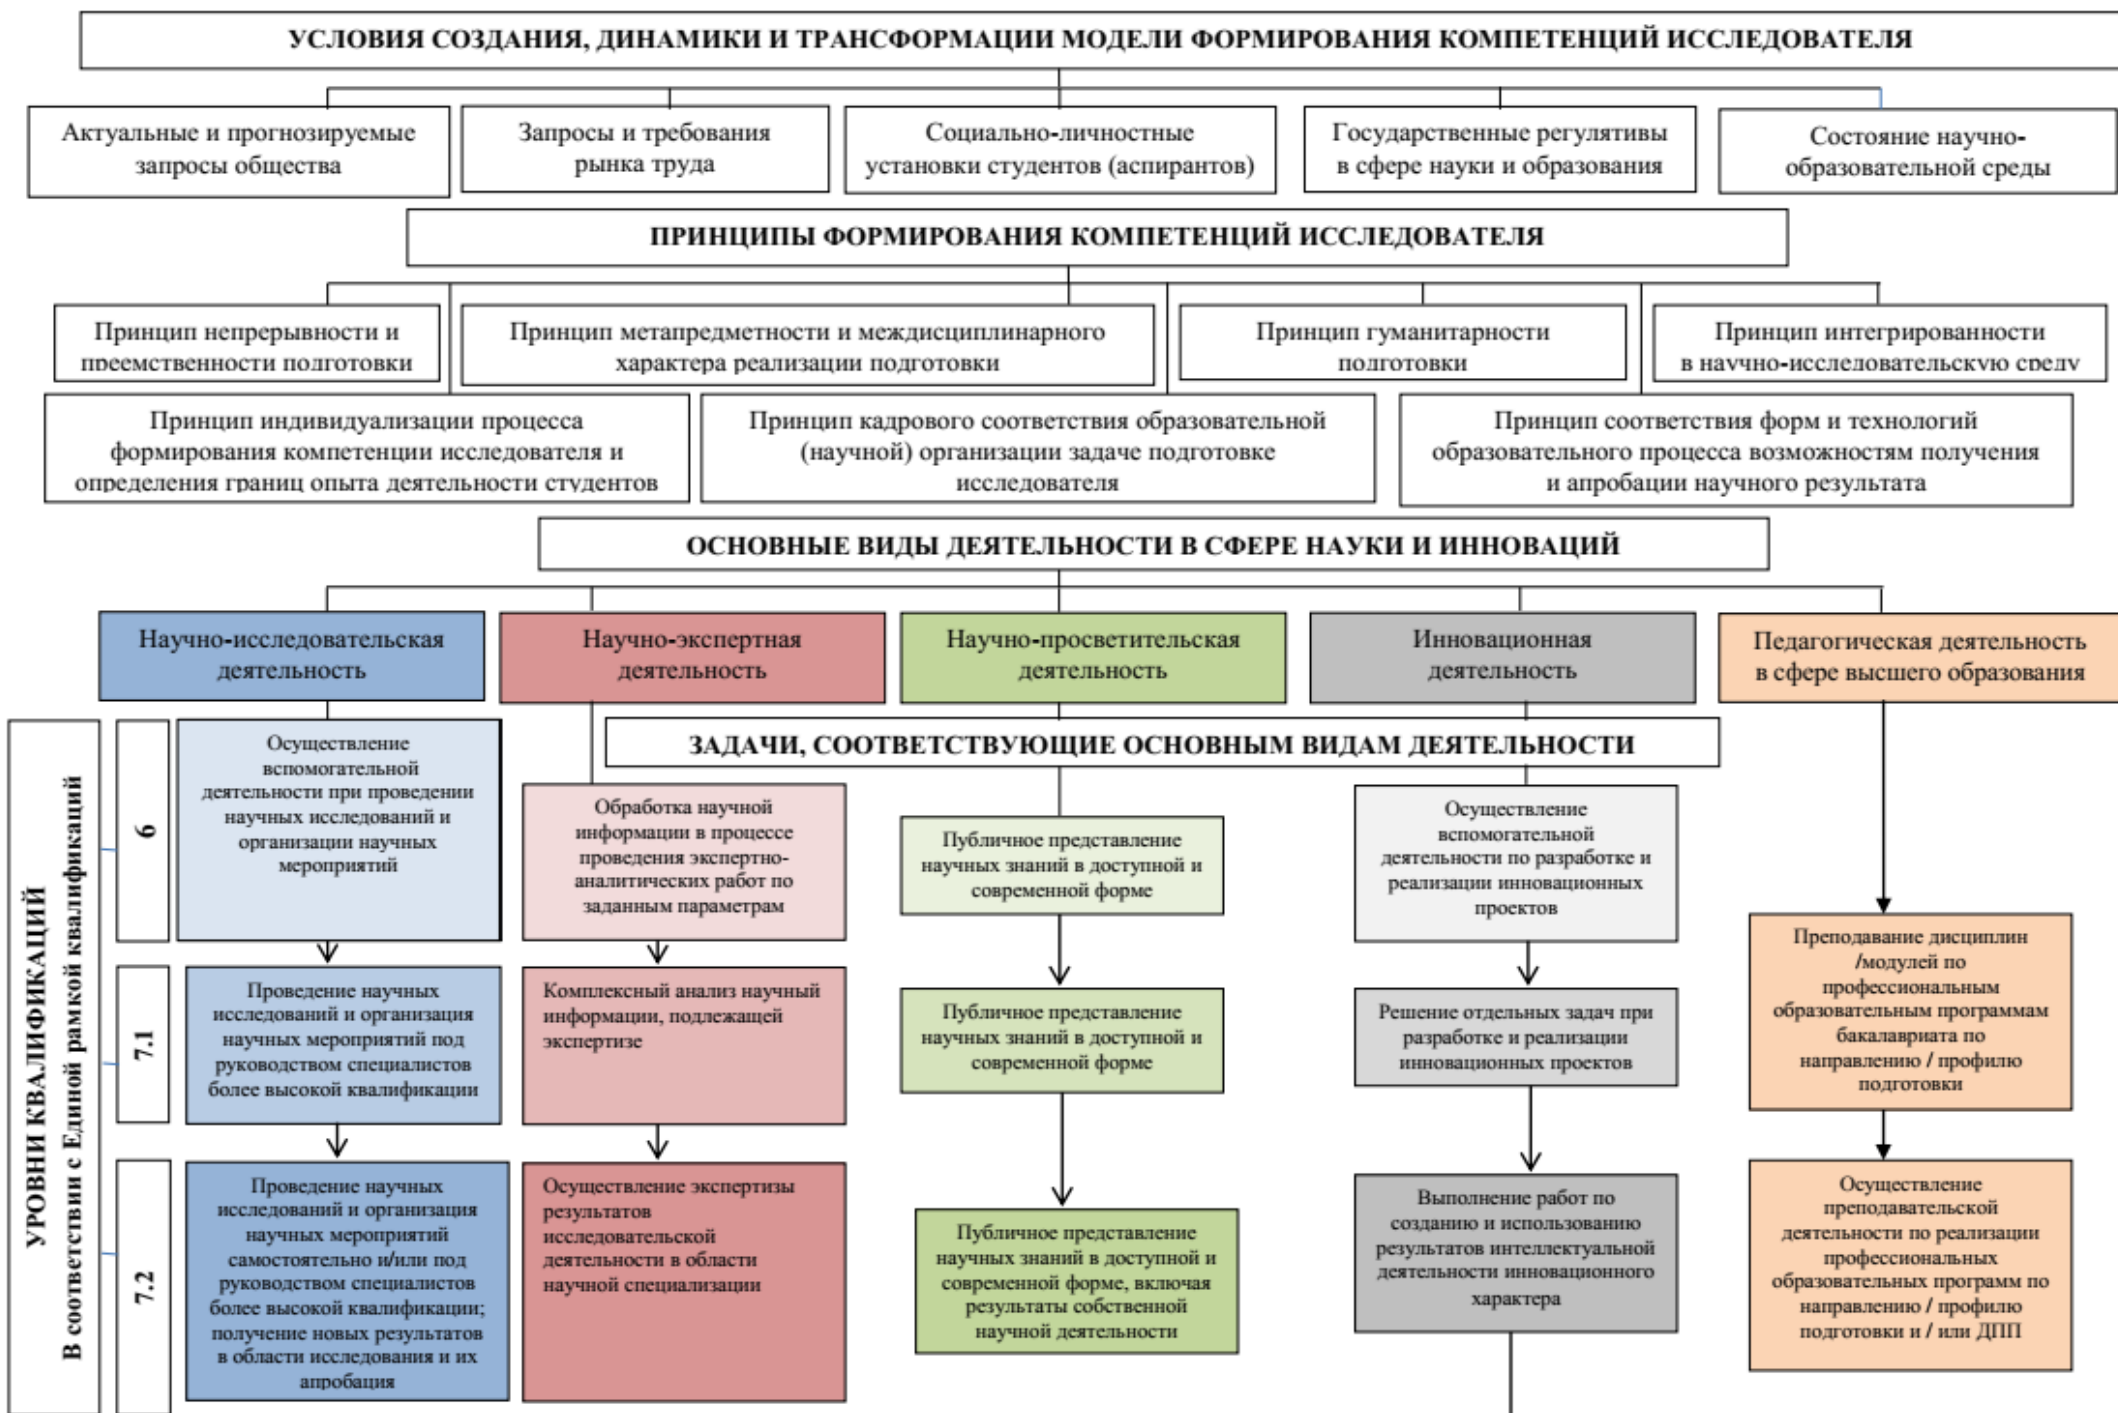 УСЛОВИЯ СОЗДАНИЯ, ДИНАМИКИ И ТРАНСФОРМАЦИИ МОДЕЛИ ФОРМИРОВАНИЯ КОМПЕТЕНЦИЙ ИССЛЕДОВАТЕЛЯ
Актуальные и прогнозируемые
запросы общества
Запросы и требования
рынка труда
Социально-личностные
установки студентов (аспирантов)
Государственные регулятивы
в сфере науки и образования
Состояние научно-
образовательной среды
ПРИНЦИПЫ ФОРМИРОВАНИЯ КОМПЕТЕНЦИЙ ИССЛЕДОВАТЕЛЯ
Принцип непрерывности и
преемственности подготовки
Принцип метапредметности и междисциплинарного
характера реализации подготовки
Принцип гуманитарности
подготовки
Принцип интегрированности
в научно-исследовательскую среду
Принцип индивидуализации процесса
формирования компетенции исследователя и
определения границ опыта деятельности студентов
Принцип кадрового соответствия образовательной
(научной) организации задаче подготовке
исследователя
Принцип соответствия форм и технологий
образовательного процесса возможностям получения
и апробации научного результата
ОСНОВНЫЕ ВИДЫ ДЕЯТЕЛЬНОСТИ В СФЕРЕ НАУКИ И ИННОВАЦИЙ
Научно-исследовательская
деятельность
Научно-экспертная
деятельность
Научно-просветительская
деятельность
Инновационная
деятельность
Педагогическая деятельность
в сфере высшего образования
ЗАДАЧИ, СООТВЕТСТВУЮЩИЕ ОСНОВНЫМ ВИДАМ ДЕЯТЕЛЬНОСТИ
УРОВНИ КВАЛИФИКАЦИЙ
В соответствии с Единой рамкой квалификаций
6
Осуществление
вспомогательной
деятельности при проведении
научных исследований и
организации научных
мероприятий
Обработка научной
информации в процессе
проведения экспертно-
аналитических работ по
заданным параметрам
Публичное представление
научных знаний в доступной и
современной форме
Осуществление
вспомогательной
деятельности по разработке и
реализации инновационных
проектов
Преподавание дисциплин
/модулей по
профессиональным
образовательным программам
бакалавриата по
направлению / профилю
подготовки
7.1
Проведение научных
исследований и организация
научных мероприятий под
руководством специалистов
более высокой квалификации
Комплексный анализ научный
информации, подлежащей
экспертизе
Публичное представление
научных знаний в доступной и
современной форме
Решение отдельных задач при
разработке и реализации
инновационных проектов
7.2
Проведение научных
исследований и организация
научных мероприятий
самостоятельно и/или под
руководством специалистов
более высокой квалификации;
получение новых результатов
в области исследования и их
апробация
Осуществление экспертизы
результатов
исследовательской
деятельности в области
научной специализации
Публичное представление
научных знаний в доступной и
современной форме, включая
результаты собственной
научной деятельности
Выполнение работ по
созданию и использованию
результатов интеллектуальной
деятельности инновационного
характера
Осуществление
преподавательской
деятельности по реализации
профессиональных
образовательных программ по
направлению / профилю
подготовки и / или ДПП